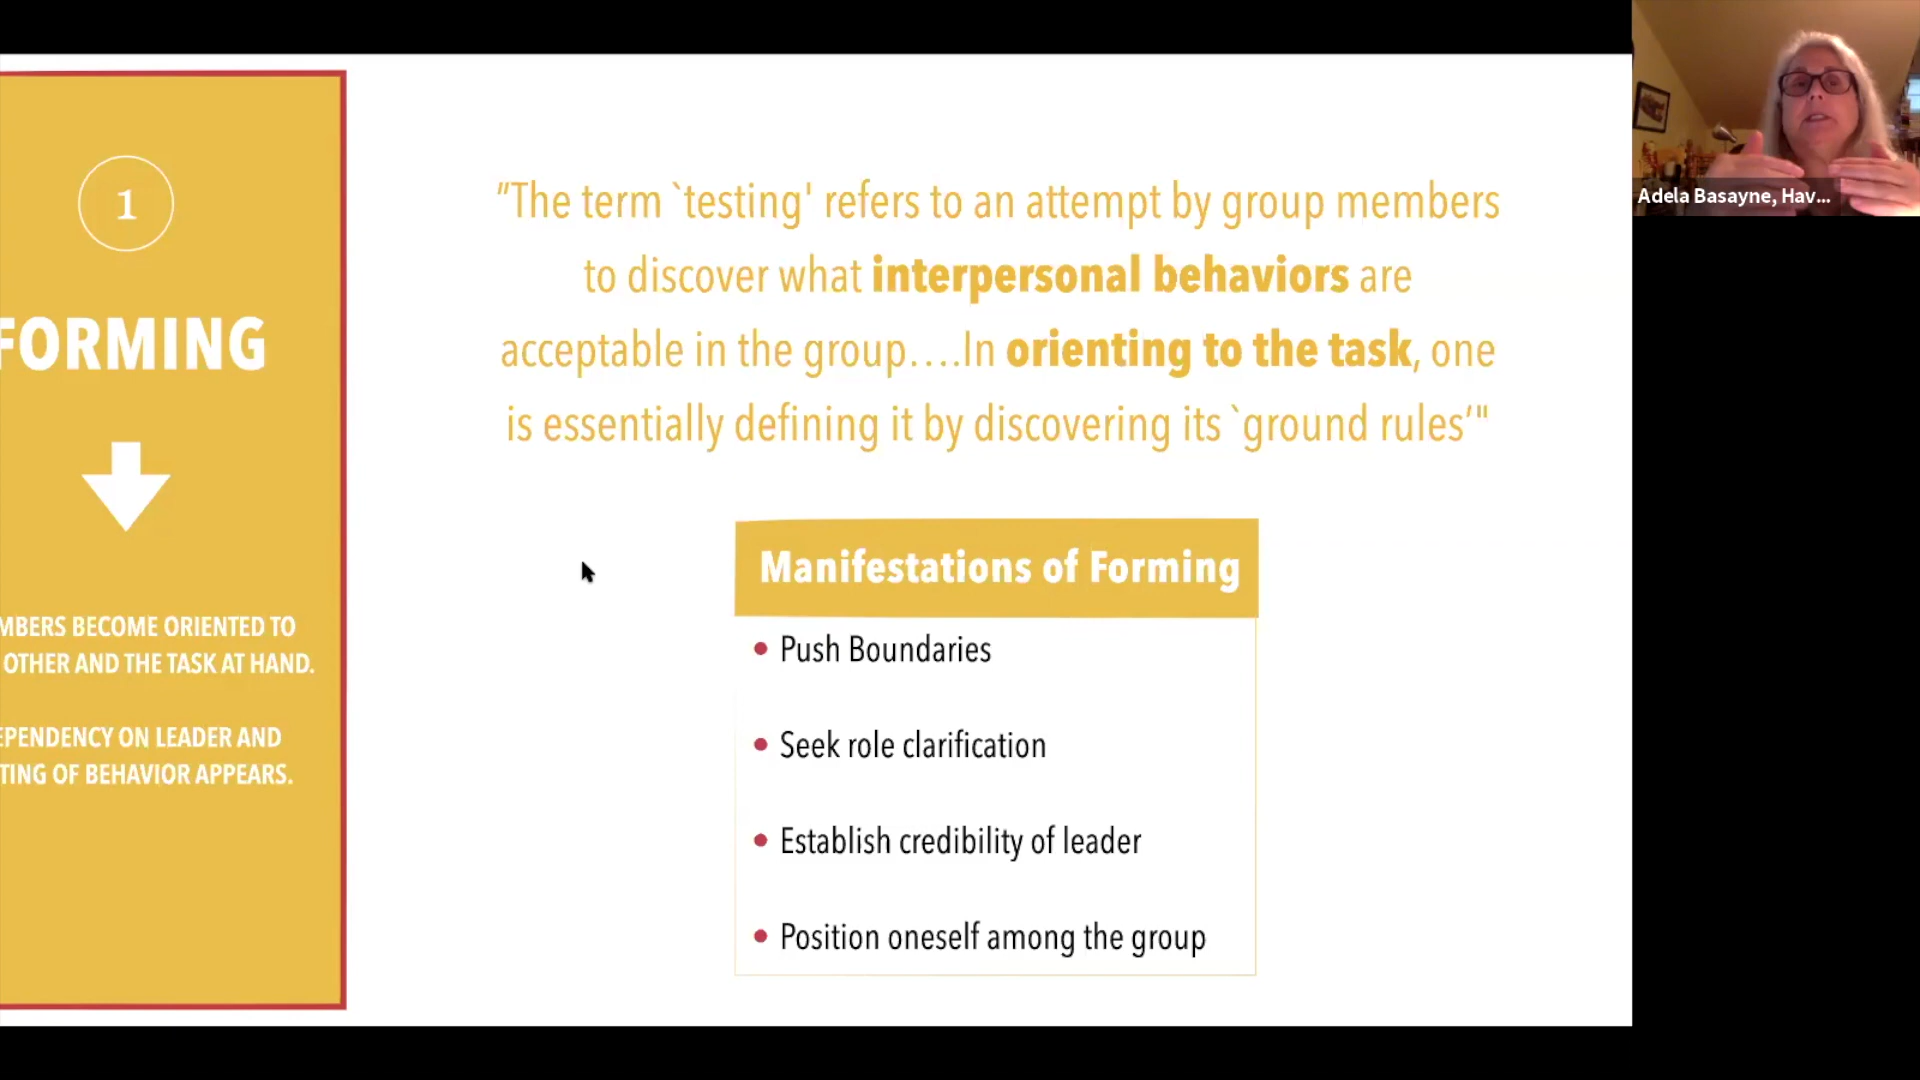 1
FORMING
MBERS BECOME ORIENTED TO
OTHER AND THE TASK AT HAND.
EPENDENCY ON LEADER AND
TING OF BEHAVIOR APPEARS.
"The term `testing' refers to an attempt by group members
to discover what interpersonal behaviors are
acceptable in the group....In orienting to the task, one
is essentially defining it by discovering its `ground rules'"
Manifestations of Forming
• Push Boundaries
• Seek role clarification
• Establish credibility of leader
• Position oneself among the group
Adela Basayne, Hav...